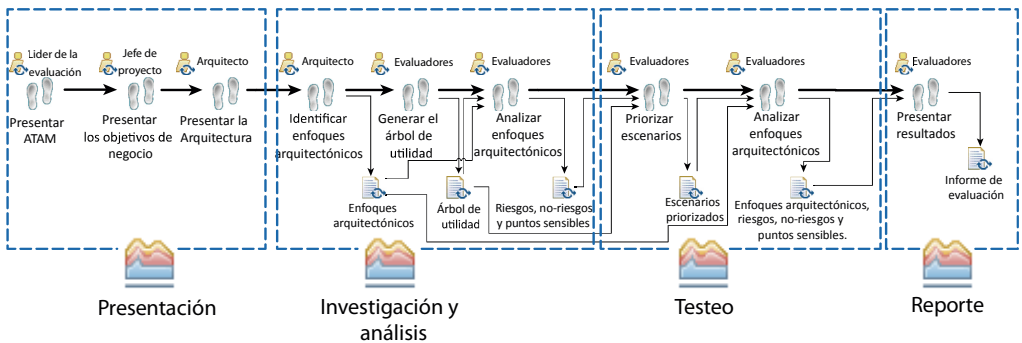 Lider de la
evaluación
Presentar
ATAM
Jefe de
proyecto
Presentar
los objetivos de
negocio
Arquitecto
Presentar la
Arquitectura
Presentación
Arquitecto
Identificar
enfoques
arquitectónicos
Evaluadores
Generar el
árbol de
utilidad
Evaluadores
Analizar
enfoques
arquitectónicos
Enfoques
arquitectónicos
Árbol de
utilidad
Riesgos, no-riesgos
y puntos sensibles
Investigación y
análisis
Evaluadores
Priorizar
escenarios
Evaluadores
Analizar
enfoques
arquitectónicos
Escenarios
priorizados
Enfoques arquitectónicos,
riesgos, no-riesgos y
puntos sensibles.
Testeo
Evaluadores
Presentar
resultados
Informe de
evaluación
Reporte